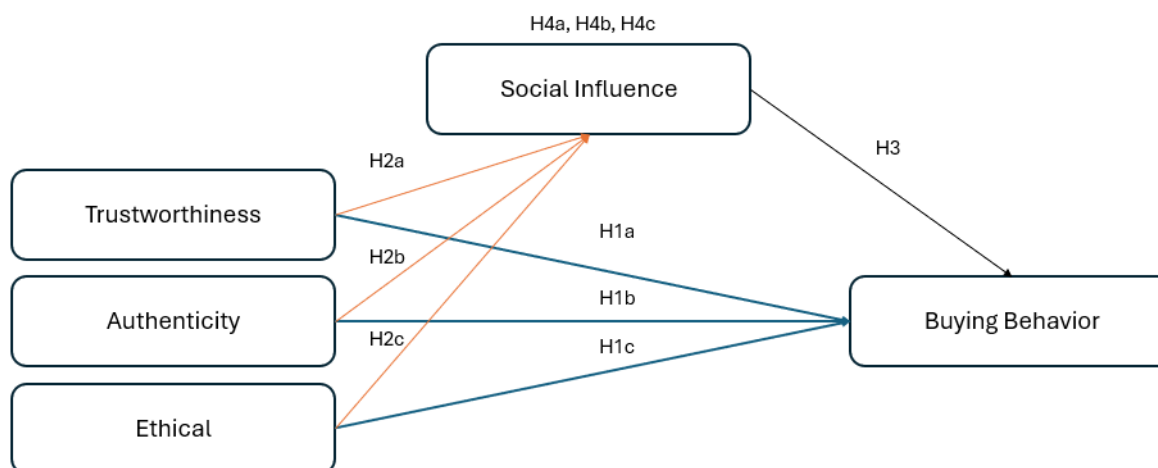 H4a, H4b, H4c
Social Influence
H3
H2a
Trustworthiness
H1a
H2b
H1b
Authenticity
Buying Behavior
H2c
H1c
Ethical